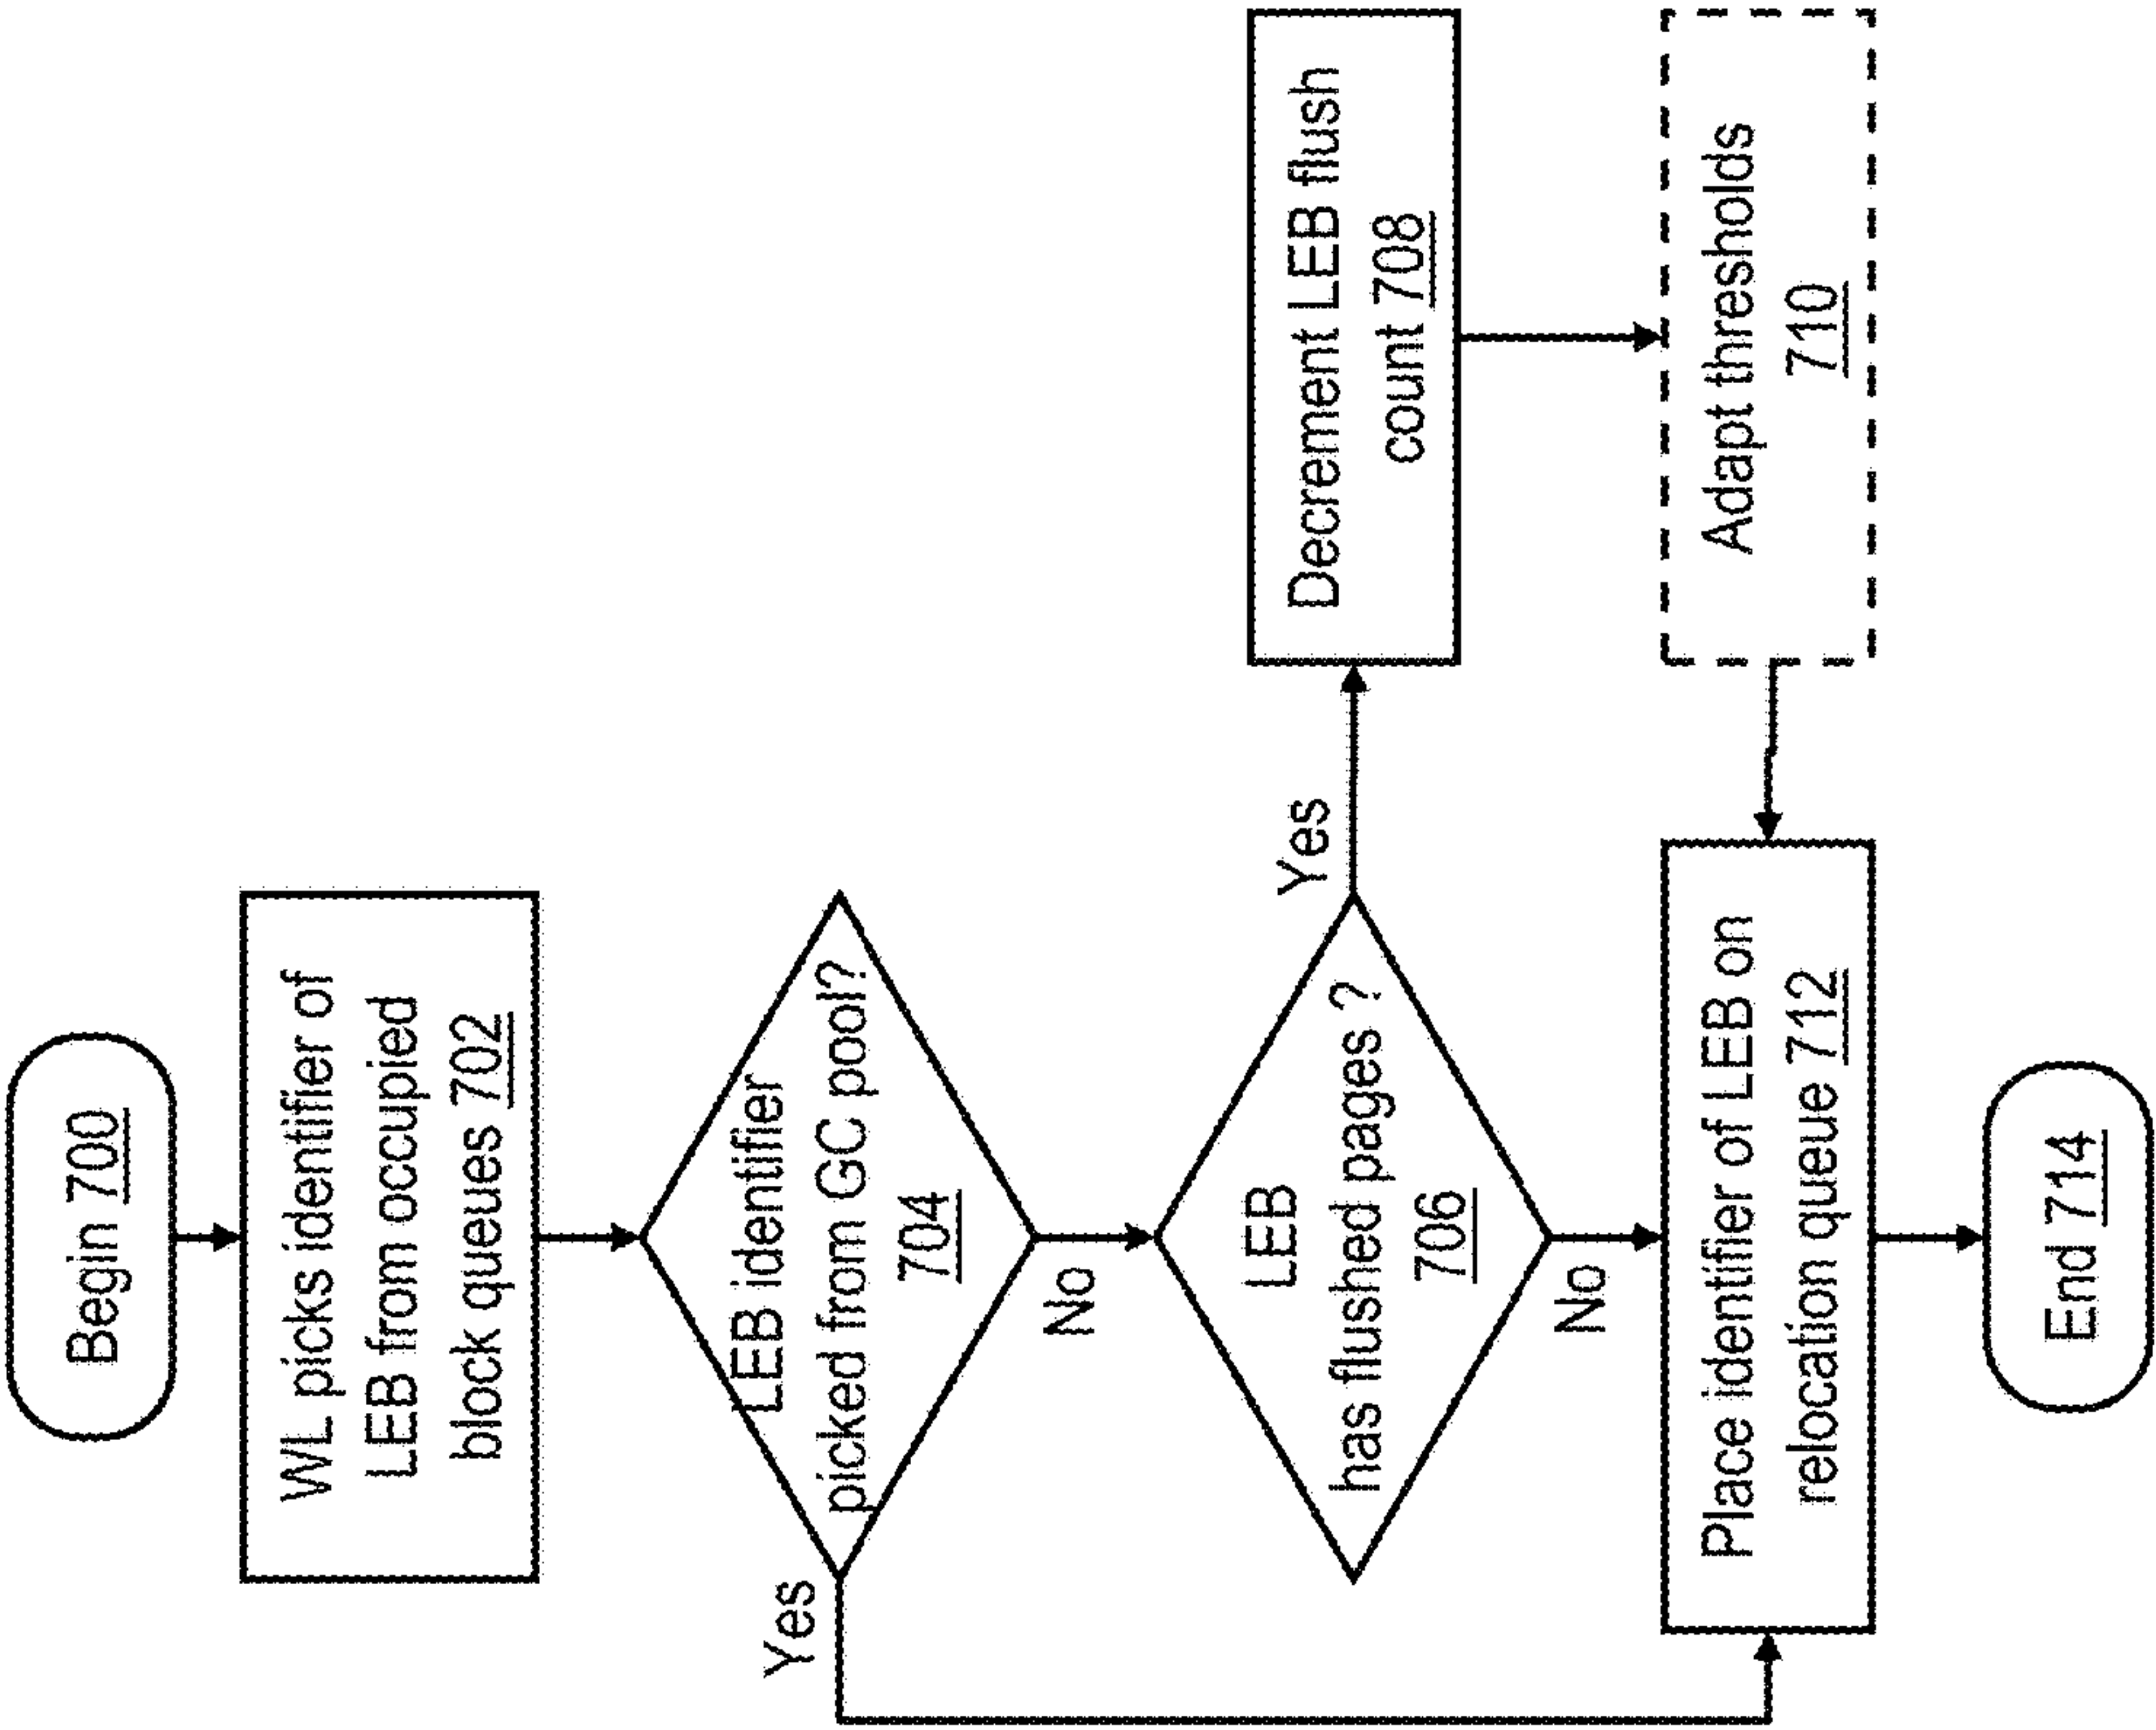 Begin 700
WL picks identifier of
LEB from occupied
block queues 702
LEB identifier
picked from GC pool?
704
Yes
No
LEB
has flushed pages ?
706
Yes
No
Decrement LEB flush
count 708
Adapt thresholds
710
Place identifier of LEB on
relocation queue 712
End 714